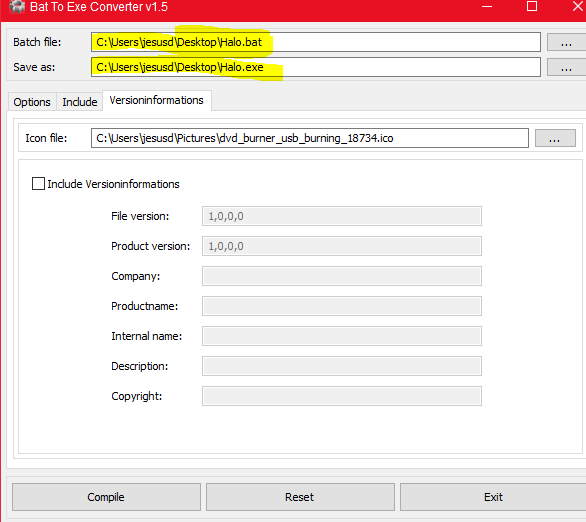 Bat To Exe Converter v1.5
Batch file: C:\Users\jesusd\Desktop\Halo.bat ...
Save as: C:\Users\jesusd\Desktop\Halo.exe ...
Options Include Versioninformations
Icon file: C:\Users\jesusd\Pictures\dvd_burner_usb_burning_18734.ico ...
Include Versioninformations
File version: 1,0,0,0
Product version: 1,0,0,0
Company:
Productname:
Internal name:
Description:
Copyright:
Compile Reset Exit